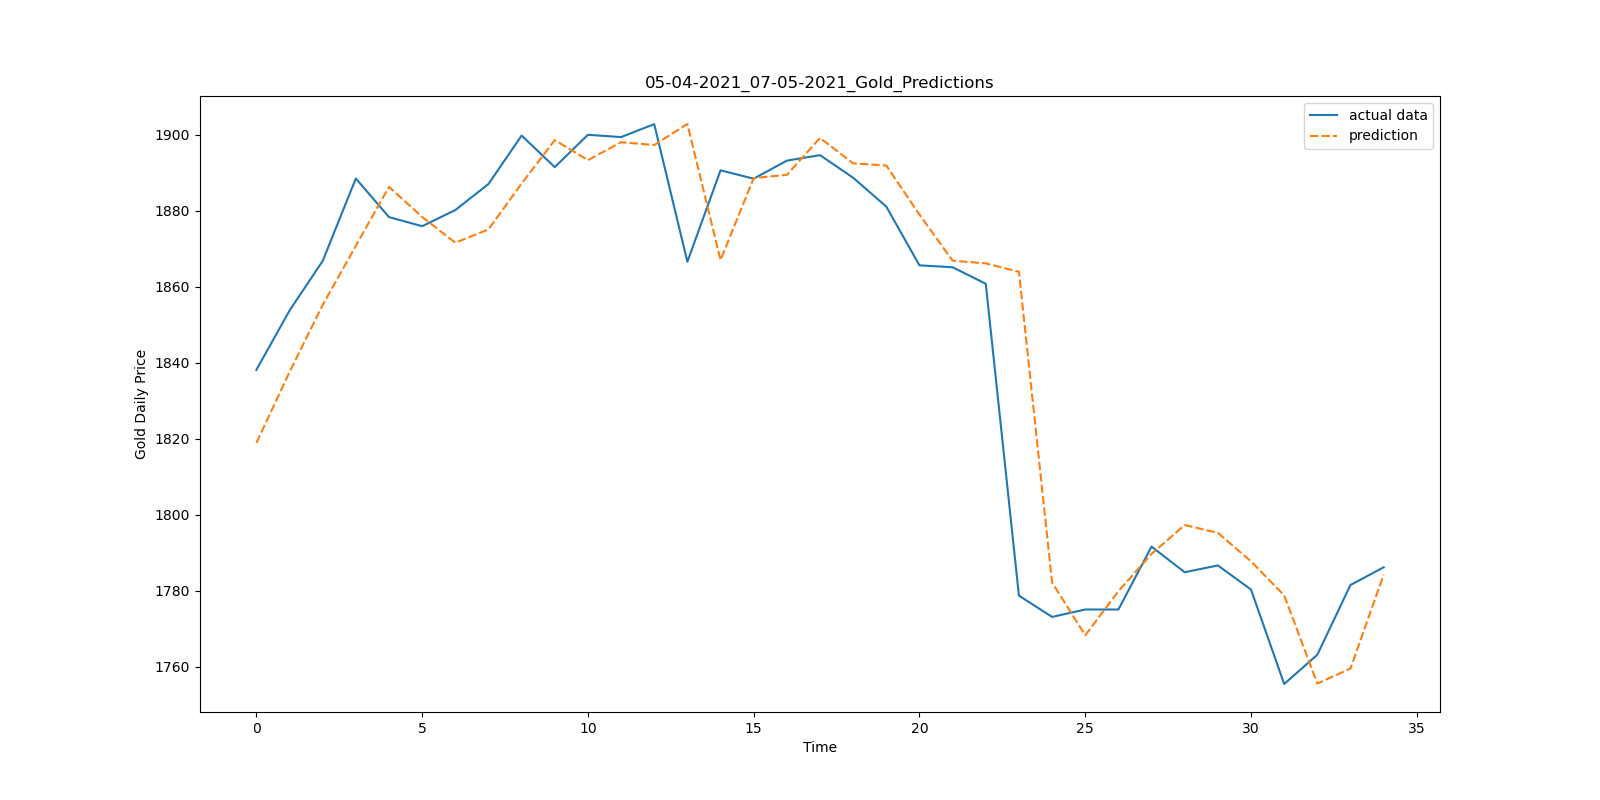 05-04-2021_07-05-2021_Gold_Predictions
actual data
prediction
Gold Daily Price
1900
1880
1860
1840
1820
1800
1780
1760
0 5 10 15 20 25 30 35
Time